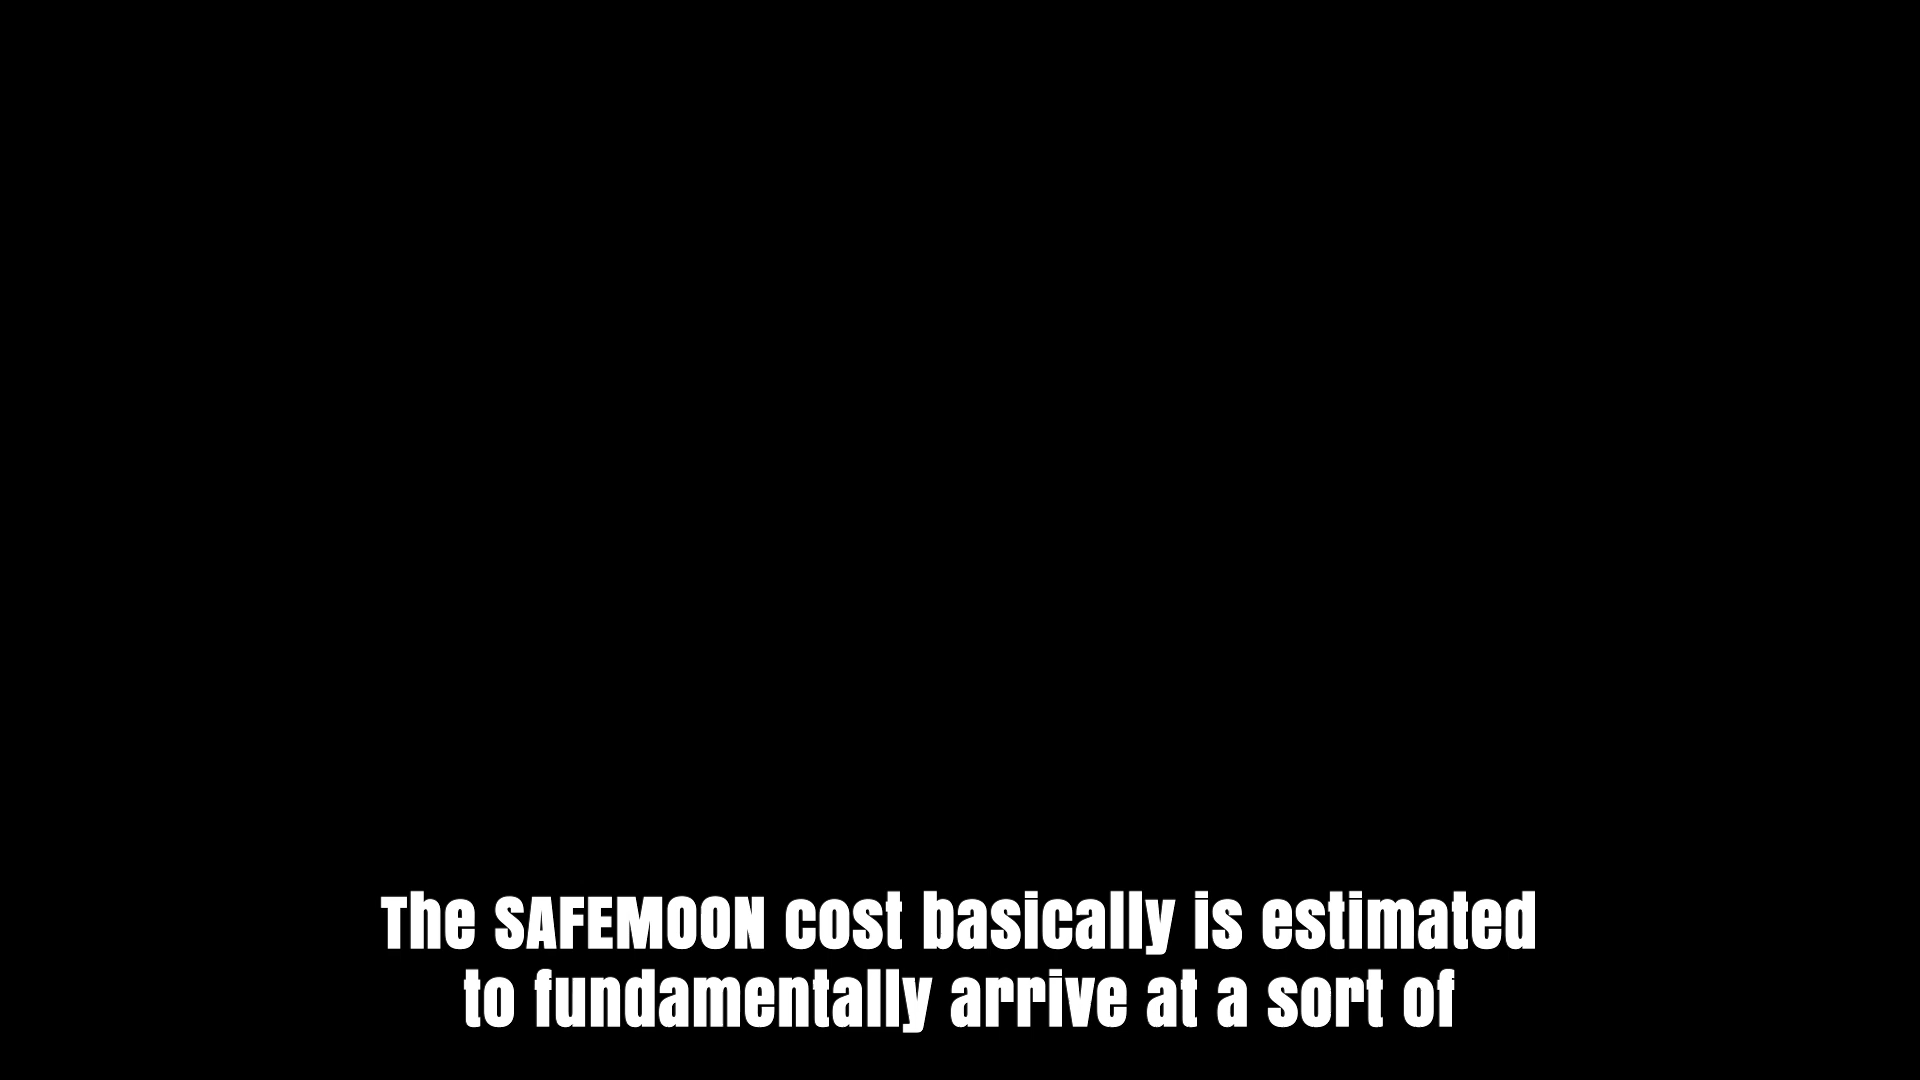 The SAFEMOON cost basically is estimated
to fundamentally arrive at a sort of